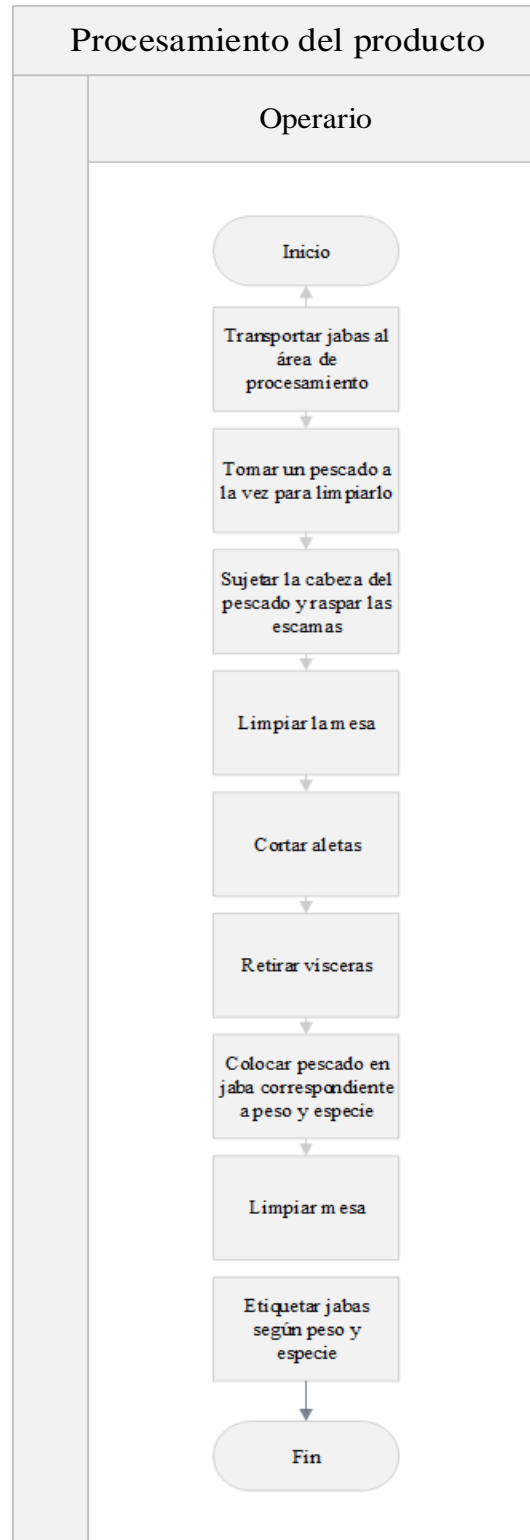 Procesamiento del producto
Operario
Inicio
Transportar jabas al
área de
procesamiento
Tomar un pescado a
la vez para limpiarlo
Sujetar la cabeza del
pescado y raspar las
escamas
Limpiar la mesa
Cortar aletas
Retirar vísceras
Colocar pescado en
jaba correspondiente
a peso y especie
Limpiar mesa
Etiquetar jabas
según peso y
especie
Fin